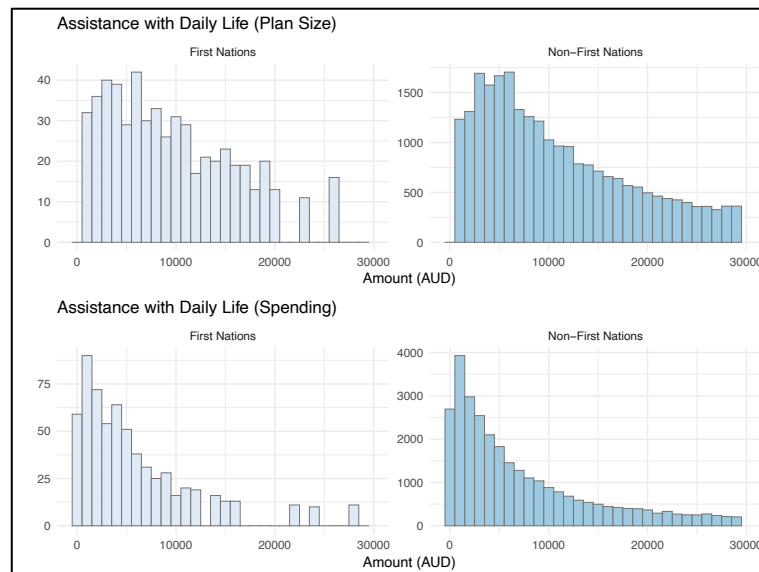 Assistance with Daily Life (Plan Size)
First Nations
Non−First Nations
40
30
20
10
0
1500
1000
500
0
0 10000 20000 30000
0 10000 20000 30000
Amount (AUD)
Assistance with Daily Life (Spending)
First Nations
Non−First Nations
75
50
25
0
4000
3000
2000
1000
0
0 10000 20000 30000
0 10000 20000 30000
Amount (AUD)